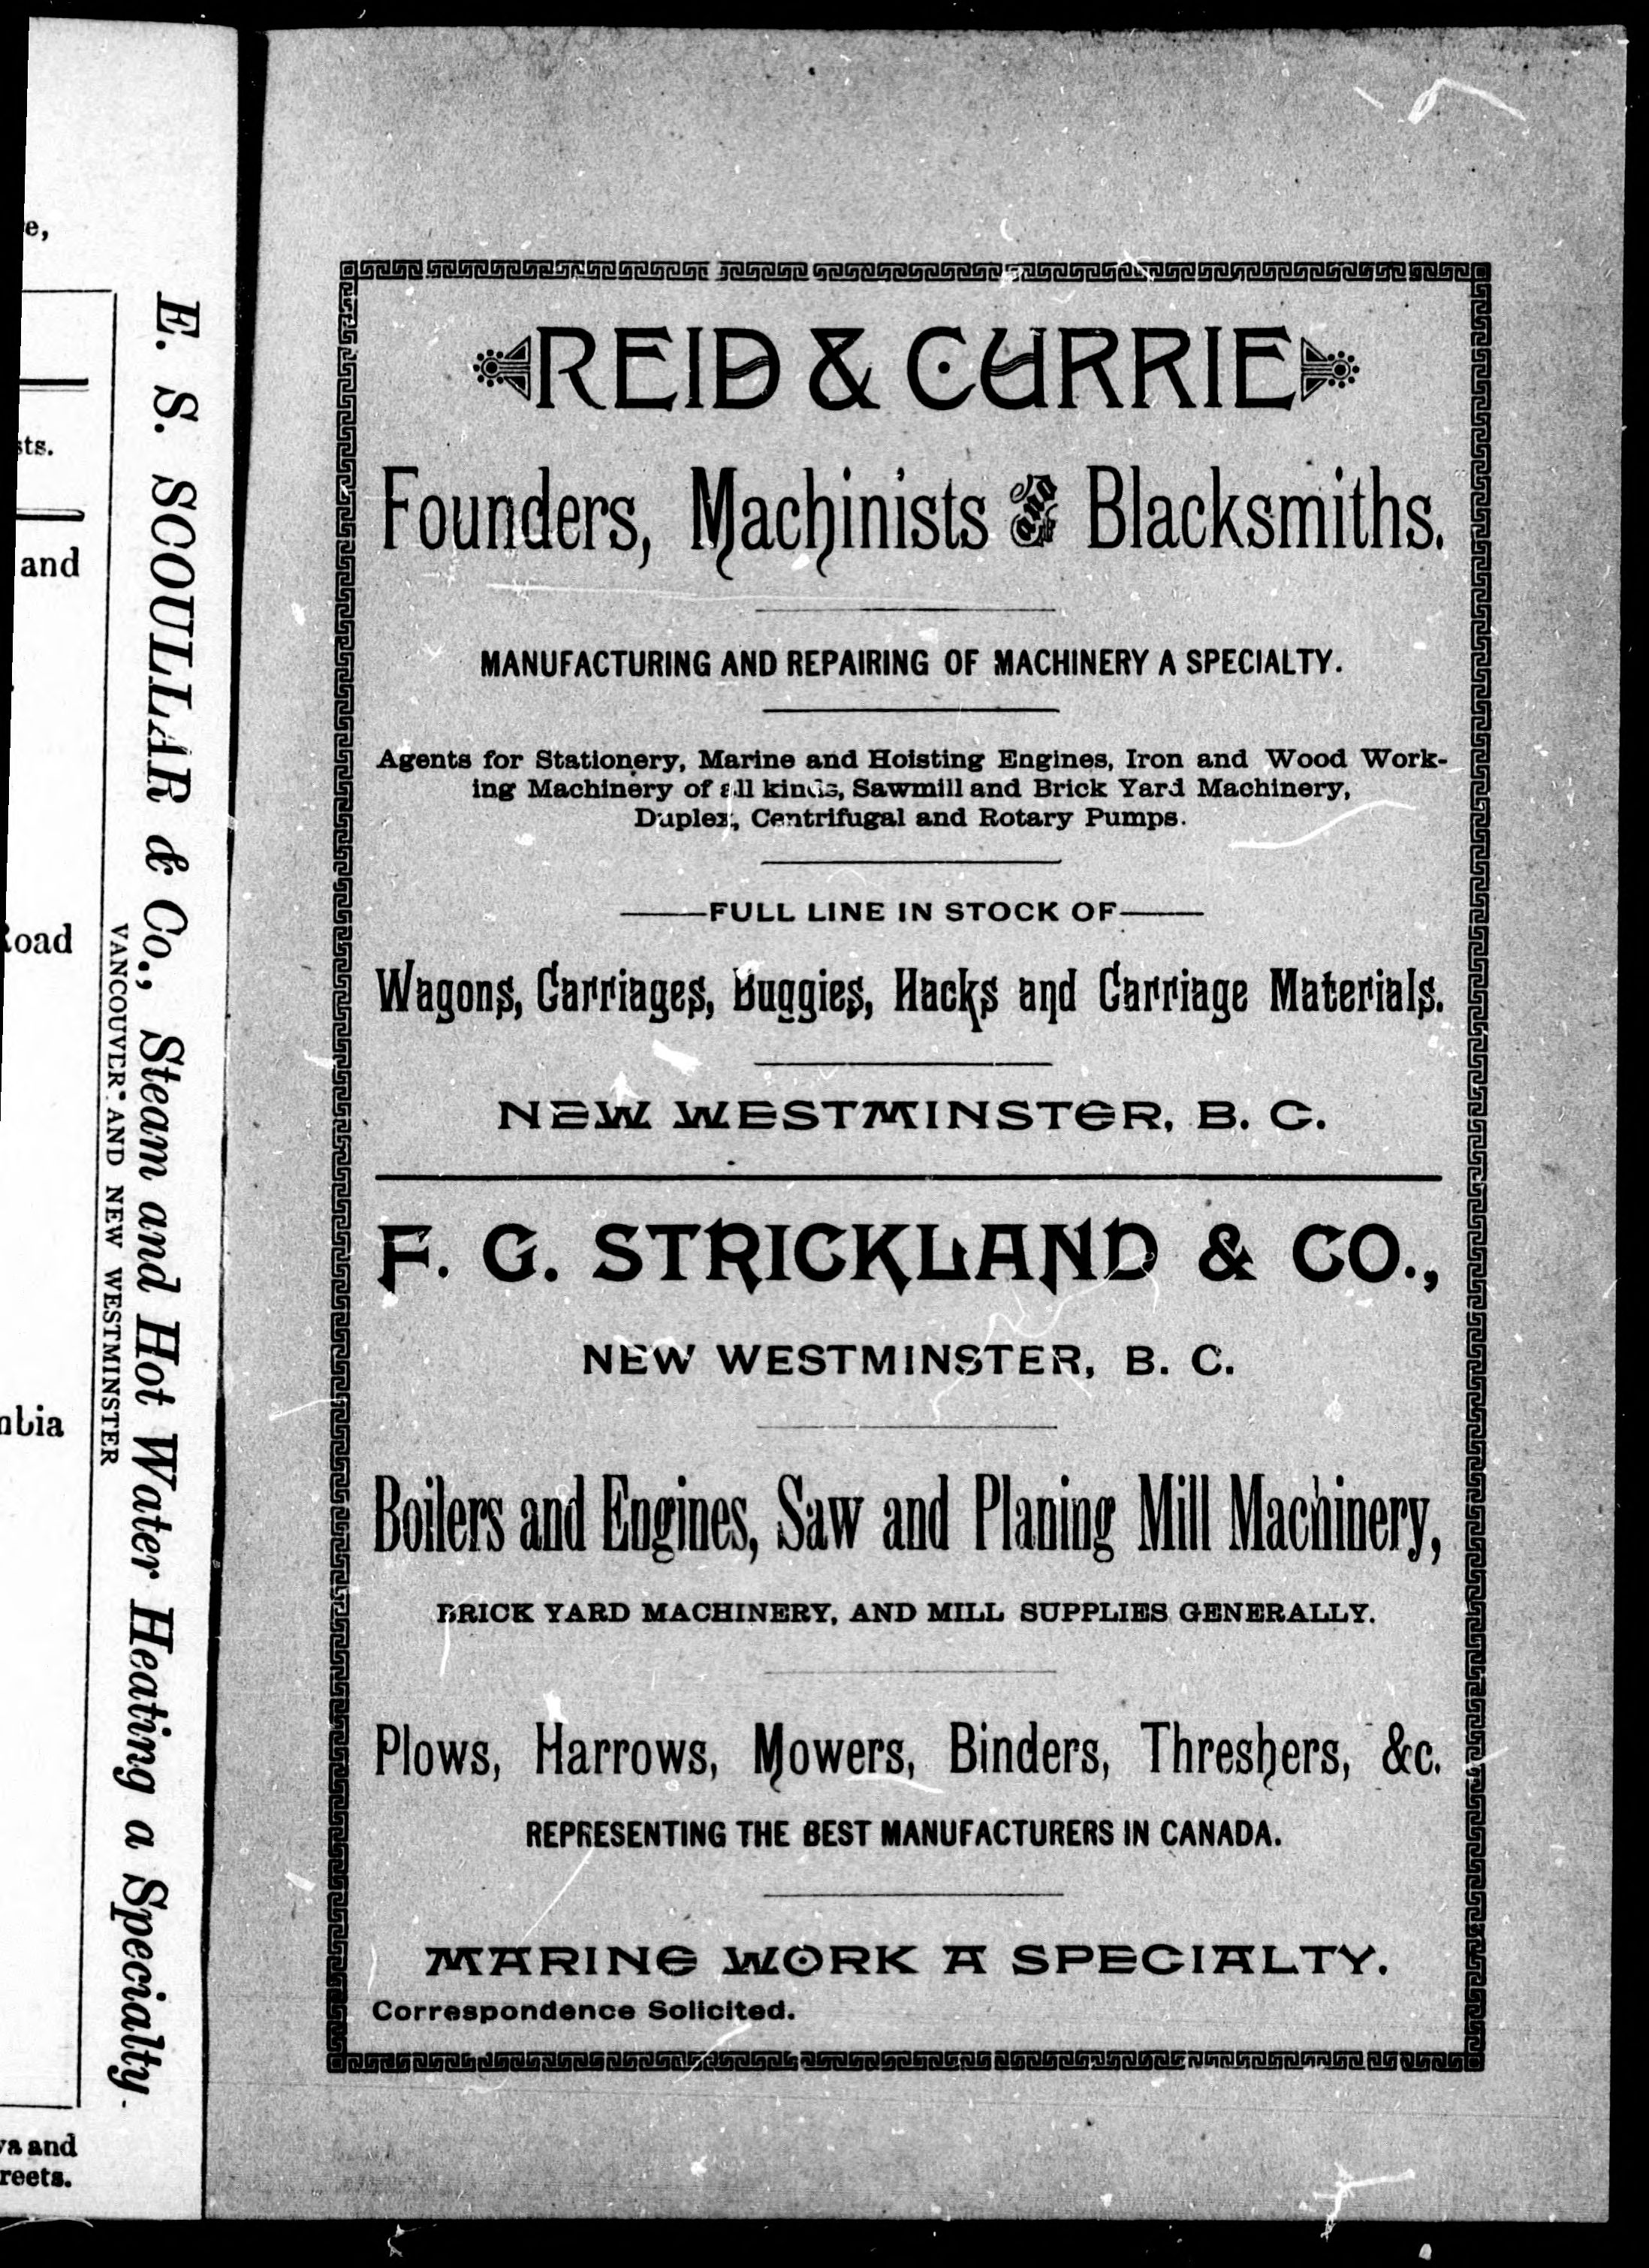 e,
sts.
and
Road
mbia
va and
reets.
E. S. SCOULLAR & Co., Steam and Hot Water Heating a Specialty.
VANCOUVER AND NEW WESTMINSTER
REID & CURRIE
Founders, Machinists and Blacksmiths.
MANUFACTURING AND REPAIRING OF MACHINERY A SPECIALTY.
Agents for Stationery, Marine and Hoisting Engines, Iron and Wood Work-
ing Machinery of all kinds, Sawmill and Brick Yard Machinery,
Duplex, Centrifugal and Rotary Pumps.
FULL LINE IN STOCK OF
Wagons, Carriages, Buggies, Hacks and Carriage Materials.
NEW WESTMINSTER, B. C.
F. G. STRICKLAND & CO.,
NEW WESTMINSTER, B. C.
Boilers and Engines, Saw and Planing Mill Machinery,
BRICK YARD MACHINERY, AND MILL SUPPLIES GENERALLY.
Plows, Harrows, Mowers, Binders, Threshers, &c.
REPRESENTING THE BEST MANUFACTURERS IN CANADA.
MARINE WORK A SPECIALTY.
Correspondence Solicited.